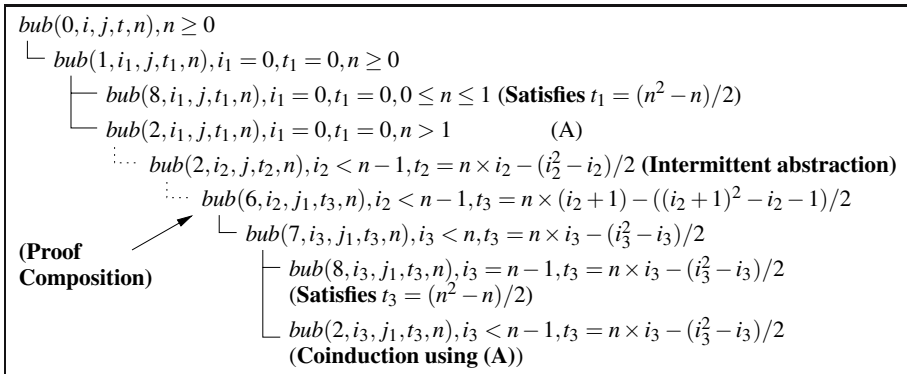 bub(0,i,j,t,n),n ≥ 0
bub(1,i₁,j,t₁,n),i₁ = 0,t₁ = 0,n ≥ 0
bub(8,i₁,j,t₁,n),i₁ = 0,t₁ = 0,0 ≤ n ≤ 1 (Satisfies t₁ = (n² − n)/2)
bub(2,i₁,j,t₁,n),i₁ = 0,t₁ = 0,n > 1 (A)
bub(2,i₂,j,t₂,n),i₂ < n−1,t₂ = n × i₂ − (i₂² − i₂)/2 (Intermittent abstraction)
bub(6,i₂,j₁,t₃,n),i₂ < n−1,t₃ = n × (i₂ + 1) − ((i₂ + 1)² − i₂ − 1)/2
bub(7,i₃,j₁,t₃,n),i₃ < n,t₃ = n × i₃ − (i₃² − i₃)/2
(Proof
Composition)
bub(8,i₃,j₁,t₃,n),i₃ = n−1,t₃ = n × i₃ − (i₃² − i₃)/2
(Satisfies t₃ = (n² − n)/2)
bub(2,i₃,j₁,t₃,n),i₃ < n−1,t₃ = n × i₃ − (i₃² − i₃)/2
(Coinduction using (A))